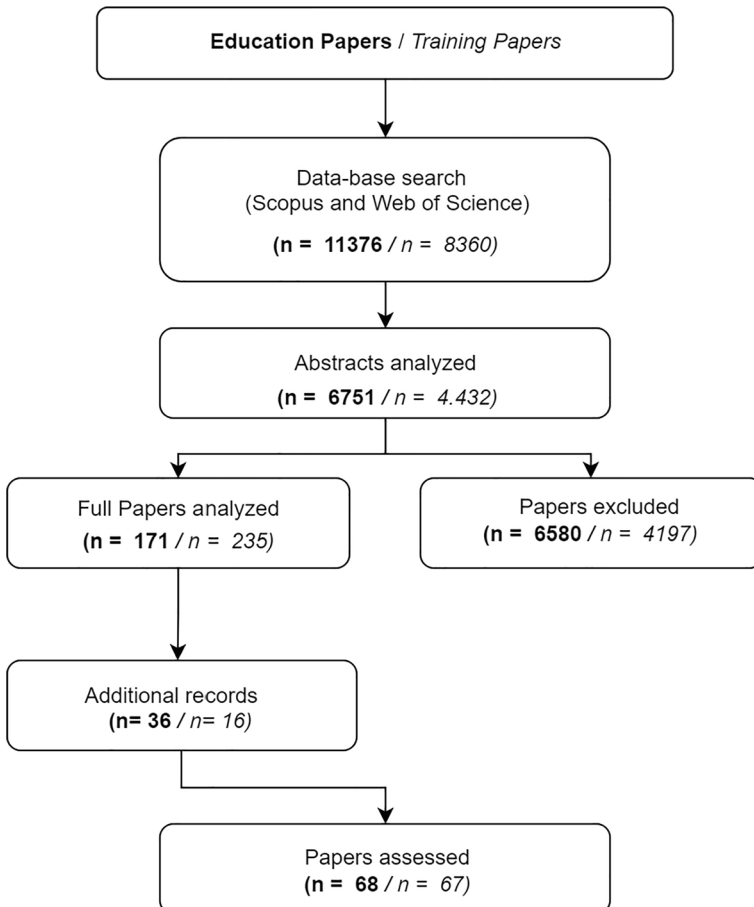 Education Papers / Training Papers
Data-base search
(Scopus and Web of Science)
(n = 11376 / n = 8360)
Abstracts analyzed
(n = 6751 / n = 4.432)
Full Papers analyzed
(n = 171 / n = 235)
Papers excluded
(n = 6580 / n = 4197)
Additional records
(n= 36 / n= 16)
Papers assessed
(n = 68 / n = 67)